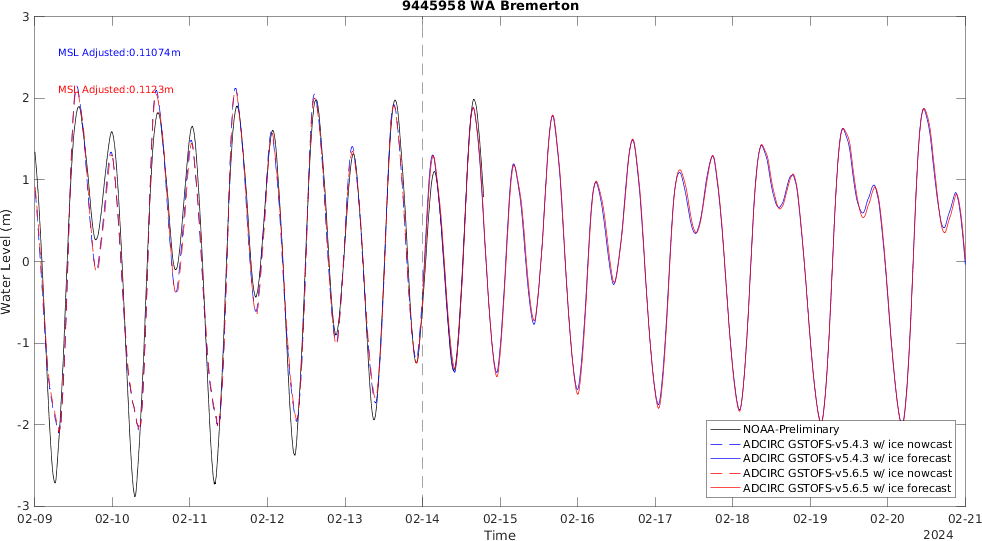 9445958 WA Bremerton
MSL Adjusted:0.11074m
MSL Adjusted:0.1123m
Water Level (m)
3
2
1
0
-1
-2
-3
NOAA-Preliminary
ADCIRC GSTOFS-v5.4.3 w/ ice nowcast
ADCIRC GSTOFS-v5.4.3 w/ ice forecast
ADCIRC GSTOFS-v5.6.5 w/ ice nowcast
ADCIRC GSTOFS-v5.6.5 w/ ice forecast
02-09 02-10 02-11 02-12 02-13 02-14 02-15 02-16 02-17 02-18 02-19 02-20 02-21
Time
2024